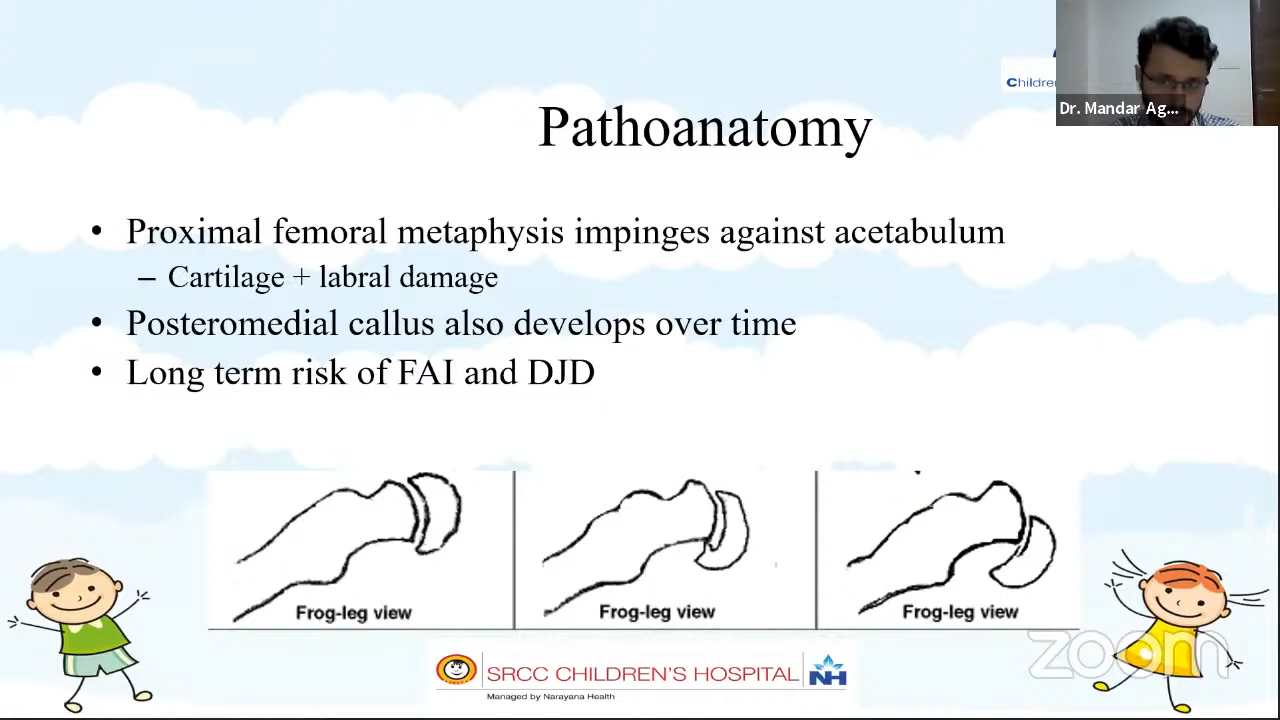 Dr. Mandar Ag...
Pathoanatomy
• Proximal femoral metaphysis impinges against acetabulum
– Cartilage + labral damage
• Posteromedial callus also develops over time
• Long term risk of FAI and DJD
Frog-leg view
Frog-leg view
Frog-leg view
zoom
SRCC CHILDREN'S HOSPITAL
NH
Managed by Narayana Health